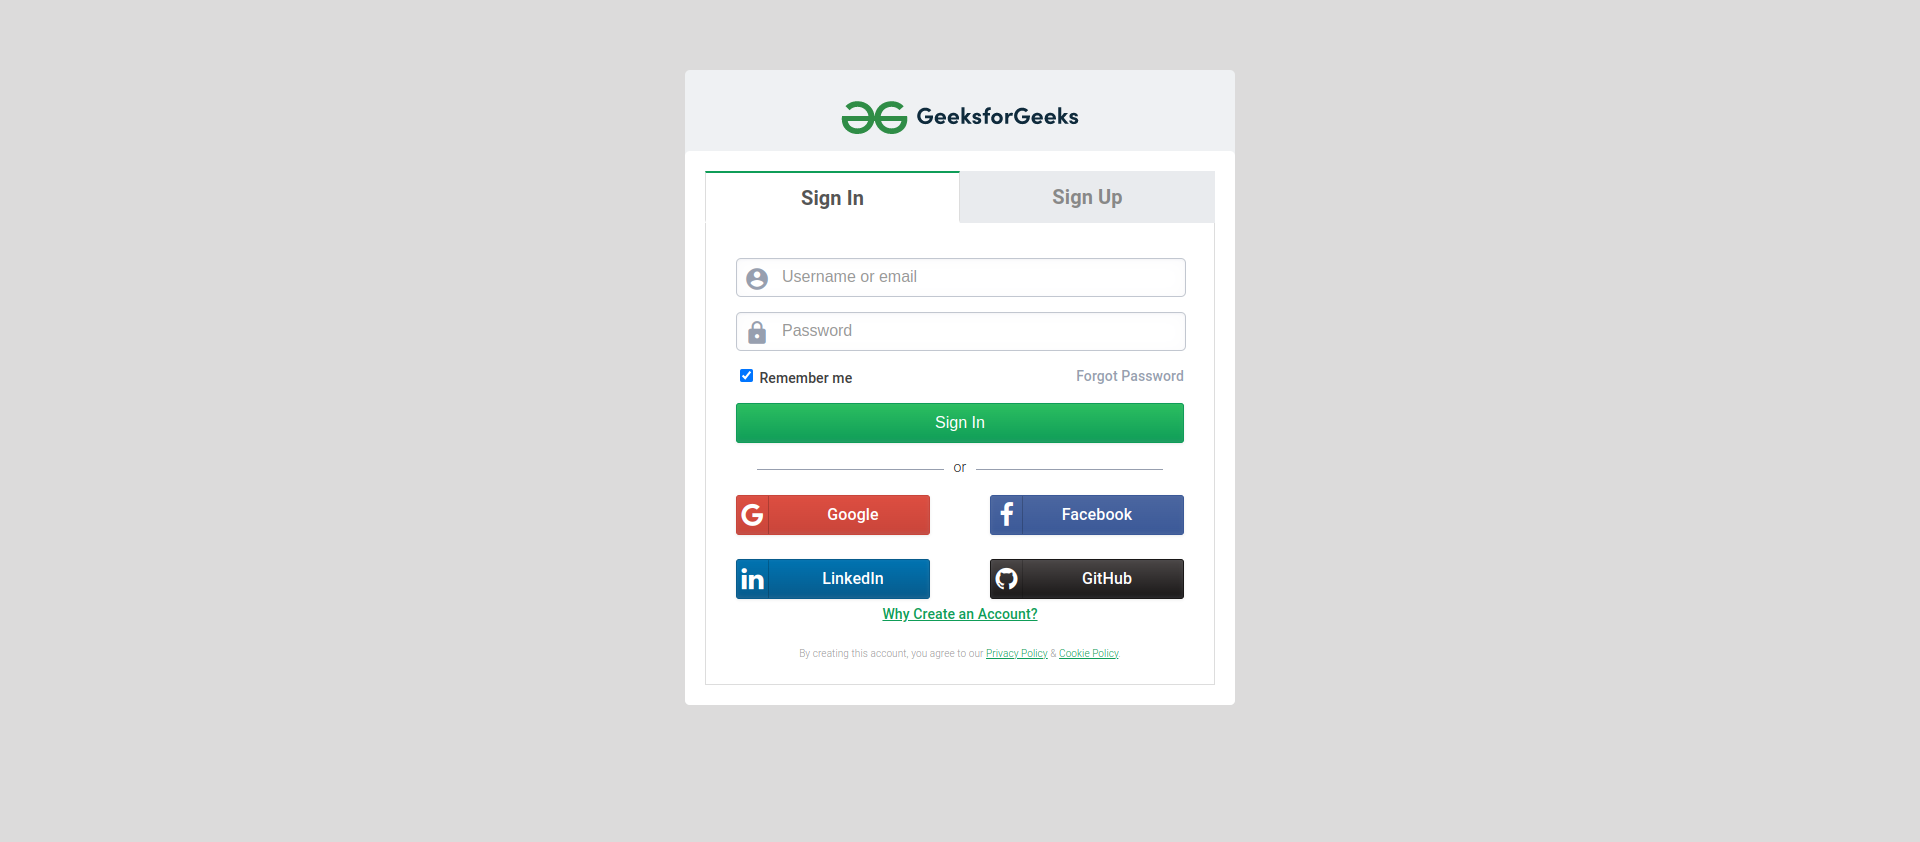 GeeksforGeeks
Sign In
Sign Up
Username or email
Password
Remember me
Forgot Password
Sign In
or
Google
Facebook
LinkedIn
GitHub
Why Create an Account?
By creating this account, you agree to our Privacy Policy & Cookie Policy.